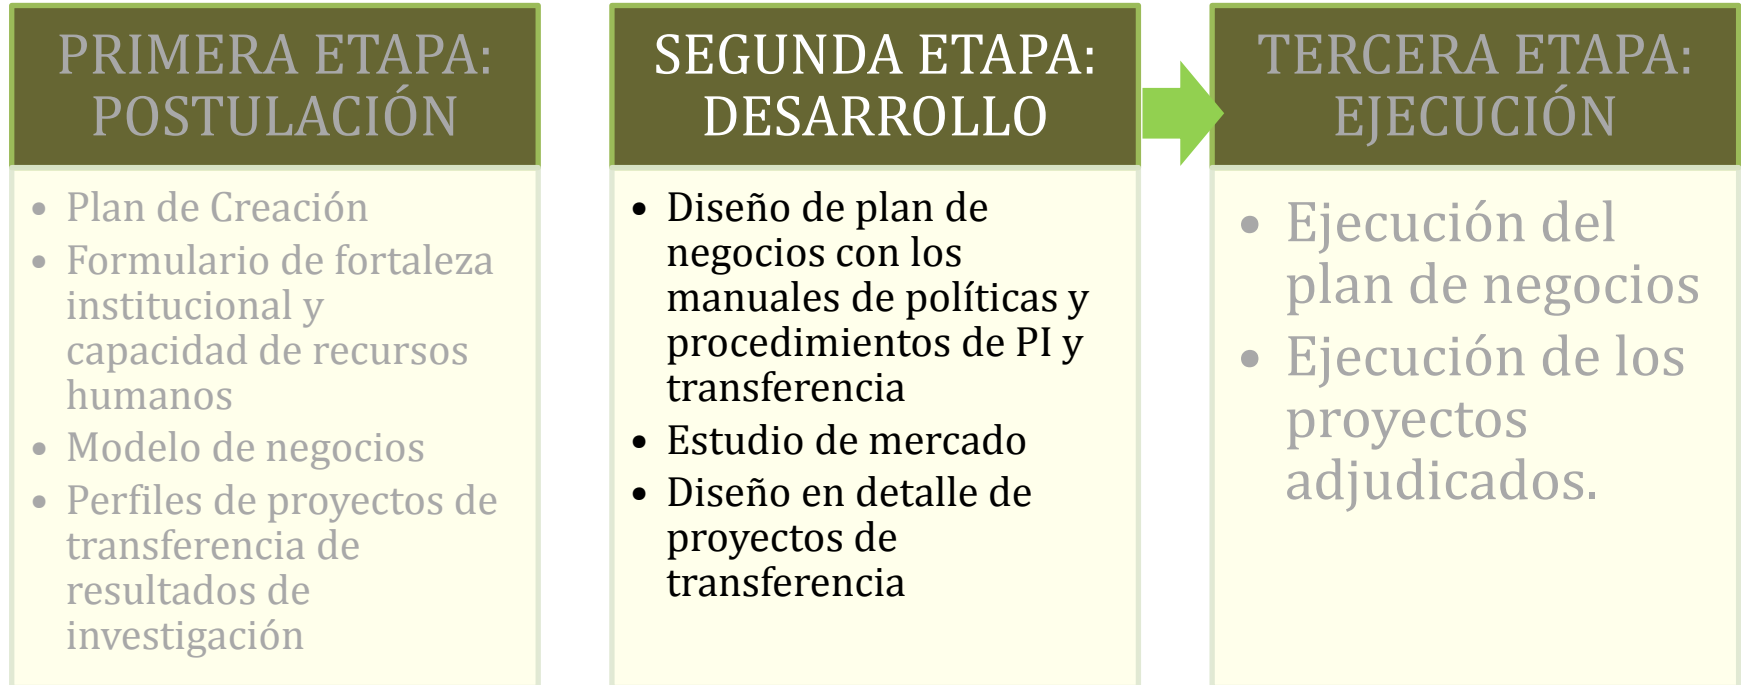 PRIMERA ETAPA:
POSTULACIÓN
• Plan de Creación
• Formulario de fortaleza
institucional y
capacidad de recursos
humanos
• Modelo de negocios
• Perfiles de proyectos de
transferencia de
resultados de
investigación
SEGUNDA ETAPA:
DESARROLLO
• Diseño de plan de
negocios con los
manuales de políticas y
procedimientos de PI y
transferencia
• Estudio de mercado
• Diseño en detalle de
proyectos de
transferencia
TERCERA ETAPA:
EJECUCIÓN
• Ejecución del
plan de negocios
• Ejecución de los
proyectos
adjudicados.